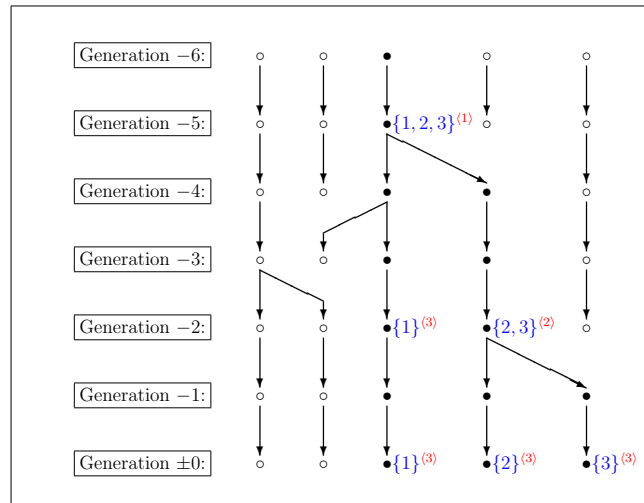 Generation −6:
Generation −5: {1, 2, 3}⟨1⟩
Generation −4:
Generation −3:
Generation −2: {1}⟨3⟩ {2, 3}⟨2⟩
Generation −1:
Generation ±0: {1}⟨3⟩ {2}⟨3⟩ {3}⟨3⟩